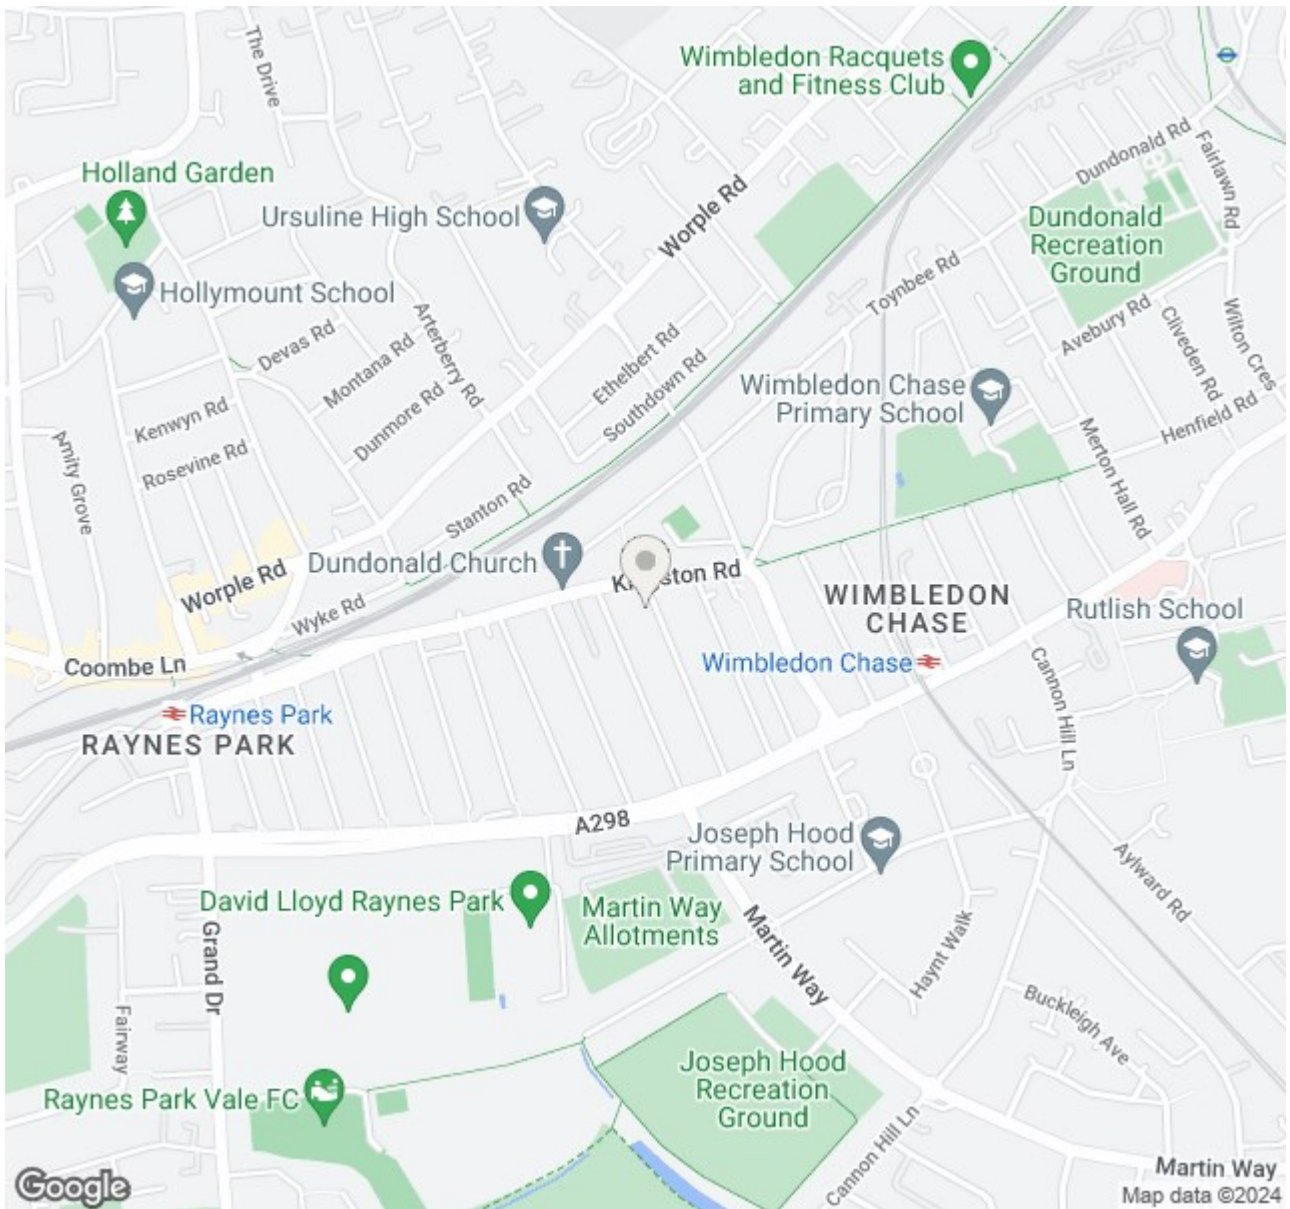 The Drive
Wimbledon Racquets
and Fitness Club
Dundonald Rd
Fairlawn Rd
Holland Garden
Ursuline High School
Worple Rd
Dundonald
Recreation
Ground
Toynbee Rd
Hollymount School
Arterberry Rd
Devas Rd
Montana Rd
Ethelbert Rd
Avebury Rd
Cliveden Rd
Wilton Cres
Southdown Rd
Wimbledon Chase
Primary School
Kenwyn Rd
Dunmore Rd
Henfield Rd
Merton Hall Rd
Amity Grove
Rosevine Rd
Stanton Rd
Dundonald Church
Worple Rd
Wyke Rd
WIMBLEDON
CHASE
Rutlish School
Coombe Ln
Wimbledon Chase
Cannon Hill Ln
Raynes Park
RAYNES PARK
A298
Joseph Hood
Primary School
Aylward Rd
David Lloyd Raynes Park
Martin Way
Allotments
Martin Way
Haynt Walk
Grand Dr
Buckleigh Ave
Fairway
Joseph Hood
Recreation
Ground
Raynes Park Vale FC
Cannon Hill Ln
Martin Way
Google
Map data ©2024